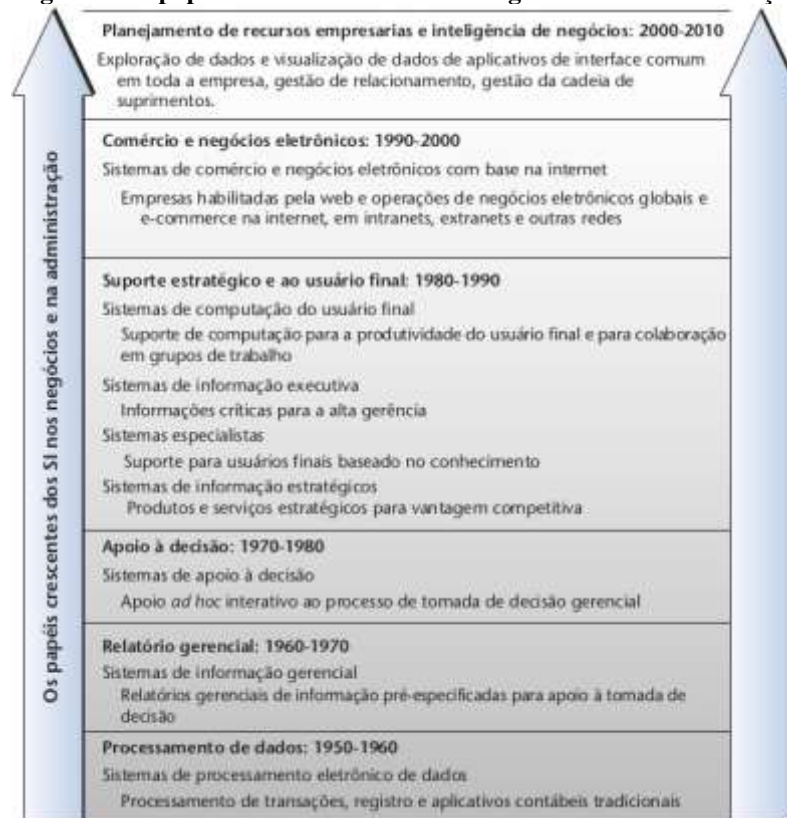 Planejamento de recursos empresarias e inteligência de negócios: 2000-2010
Exploração de dados e visualização de dados de aplicativos de interface comum
em toda a empresa, gestão de relacionamento, gestão da cadeia de
suprimentos.
Comércio e negócios eletrônicos: 1990-2000
Sistemas de comércio e negócios eletrônicos com base na internet
Empresas habilitadas pela web e operações de negócios eletrônicos globais e
e-commerce na internet, em intranets, extranets e outras redes
Suporte estratégico e ao usuário final: 1980-1990
Sistemas de computação do usuário final
Suporte de computação para a produtividade do usuário final e para colaboração
em grupos de trabalho
Sistemas de informação executiva
Informações críticas para a alta gerência
Sistemas especialistas
Suporte para usuários finais baseado no conhecimento
Sistemas de informação estratégicos
Produtos e serviços estratégicos para vantagem competitiva
Apoio à decisão: 1970-1980
Sistemas de apoio à decisão
Apoio ad hoc interativo ao processo de tomada de decisão gerencial
Relatório gerencial: 1960-1970
Sistemas de informação gerencial
Relatórios gerenciais de informação pré-especificadas para apoio à tomada de
decisão
Processamento de dados: 1950-1960
Sistemas de processamento eletrônico de dados
Processamento de transações, registro e aplicativos contábeis tradicionais
Os papéis crescentes dos SI nos negócios e na administração